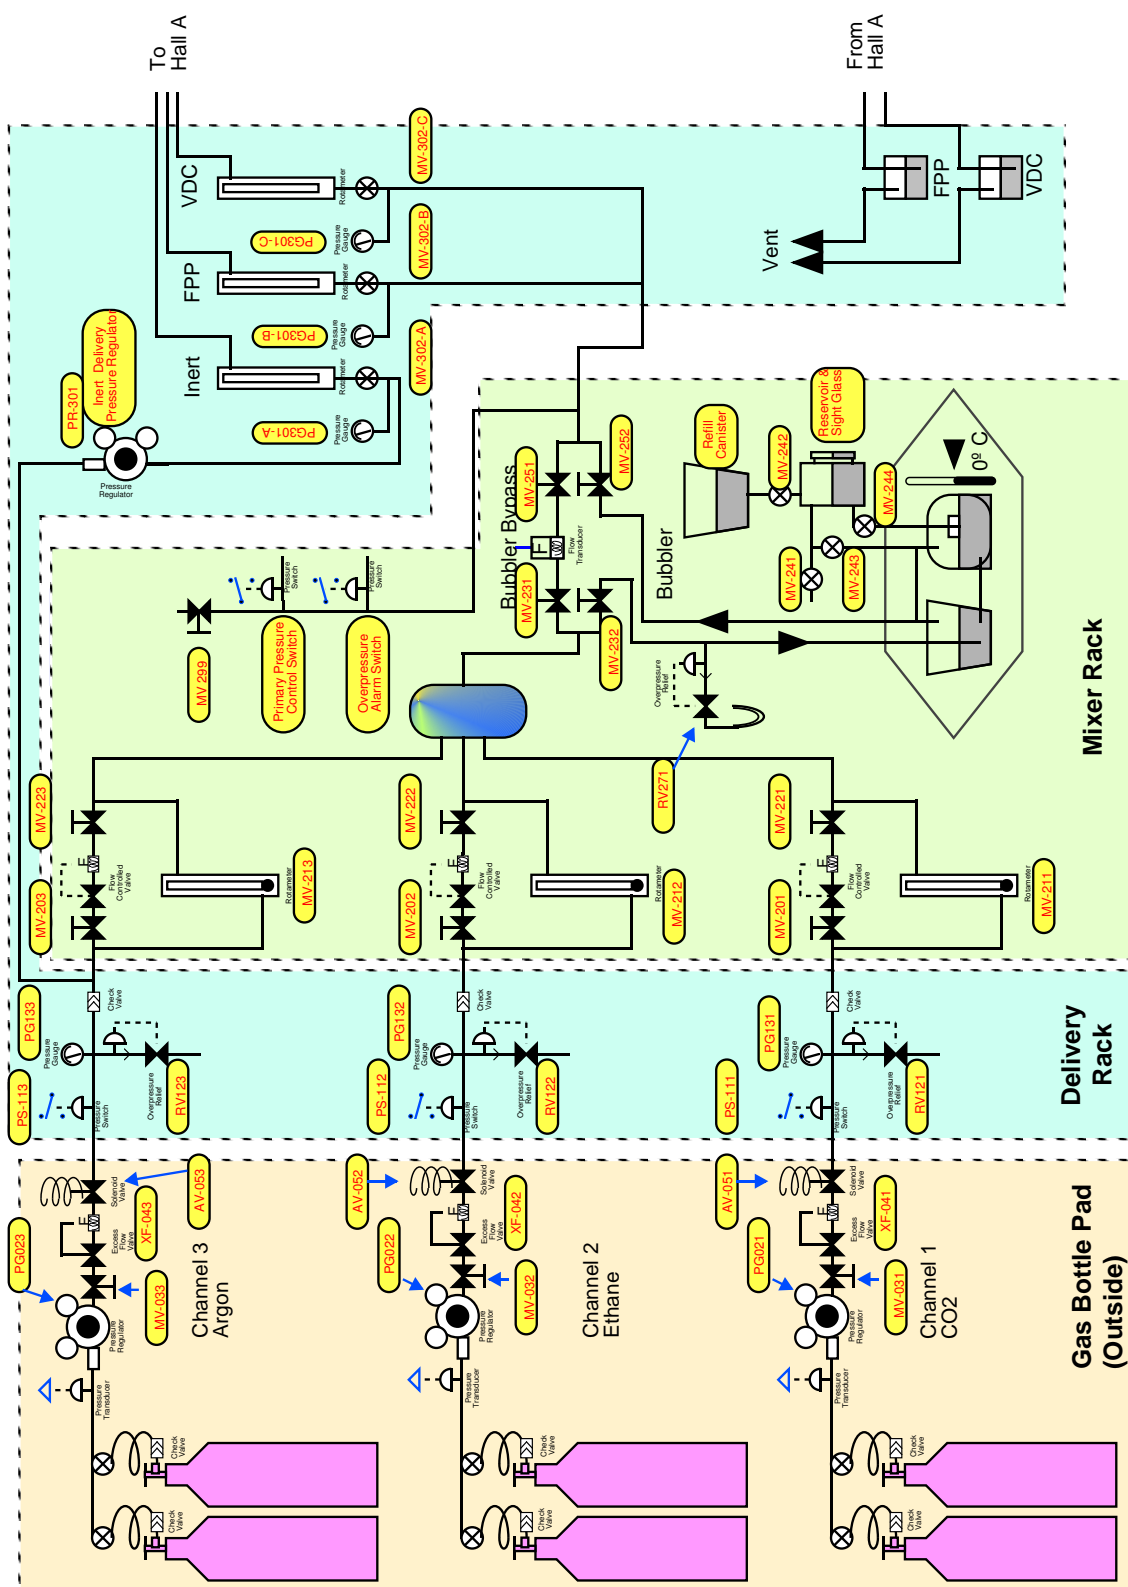 To
Hall A
From
Hall A
VDC
FPP
Inert
MV-302-C
MV-302-B
MV-302-A
PG301-C
PG301-B
PG301-A
Rotameter
Rotameter
Rotameter
Pressure
Gauge
Pressure
Gauge
Pressure
Gauge
PR-301
Inert Delivery
Pressure Regulator
Pressure
Regulator
Vent
FPP
VDC
Bubbler Bypass
MV-251
MV-252
MV-231
MV-232
F
Flow
Transducer
Refill
Canister
MV-242
Reservoir &
Sight Glass
MV-244
MV-241
MV-243
0º C
Bubbler
MV 299
Primary Pressure
Control Switch
Overpressure
Alarm Switch
Pressure
Switch
Pressure
Switch
Overpressure
Relief
RV271
Mixer Rack
MV-223
MV-203
F
Flow
Controlled
Valve
Rotameter
MV-213
MV-222
MV-202
F
Flow
Controlled
Valve
Rotameter
MV-212
MV-221
MV-201
F
Flow
Controlled
Valve
Rotameter
MV-211
PG133
Pressure
Gauge
Check
Valve
PS-113
Pressure
Switch
Overpressure
Relief
RV123
PG132
Pressure
Gauge
Check
Valve
PS-112
Pressure
Switch
Overpressure
Relief
RV122
PG131
Pressure
Gauge
Check
Valve
PS-111
Pressure
Switch
Overpressure
Relief
RV121
Delivery
Rack
PG023
AV-053
Solenoid
Valve
XF-043
F
Excess
Flow
Valve
MV-033
Pressure
Regulator
Channel 3
Argon
Pressure
Transducer
Check
Valve
Check
Valve
AV-052
PG022
Solenoid
Valve
XF-042
F
Excess
Flow
Valve
MV-032
Pressure
Regulator
Channel 2
Ethane
Pressure
Transducer
Check
Valve
Check
Valve
AV-051
PG021
Solenoid
Valve
XF-041
F
Excess
Flow
Valve
MV-031
Pressure
Regulator
Channel 1
CO2
Pressure
Transducer
Check
Valve
Check
Valve
Gas Bottle Pad
(Outside)